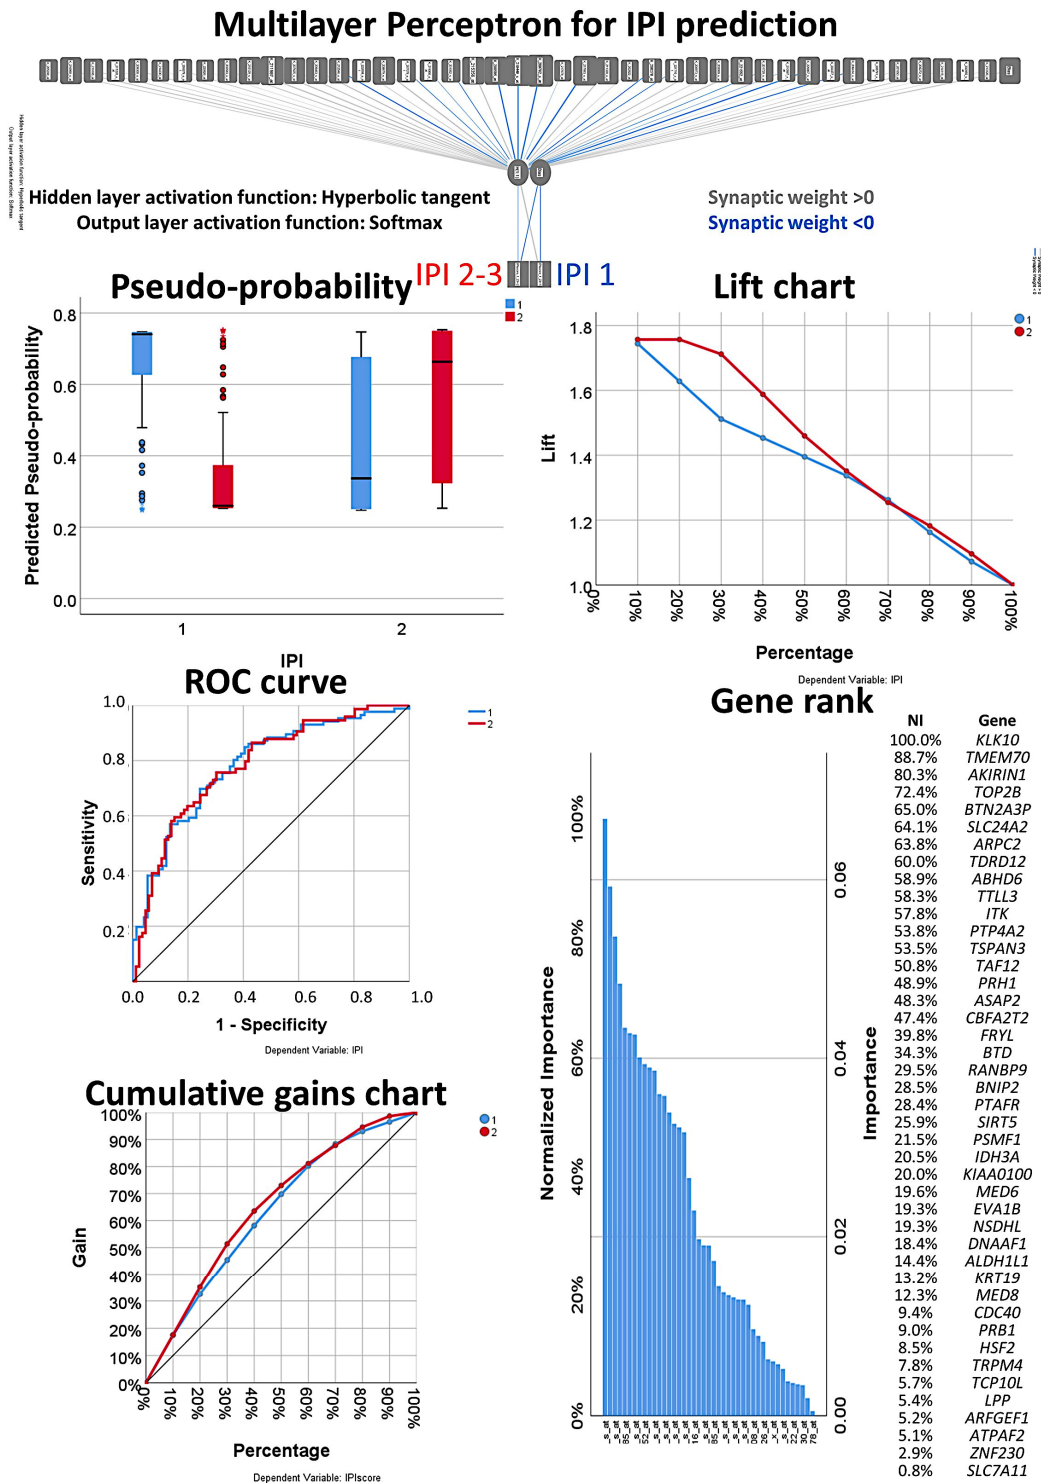 Multilayer Perceptron for IPI prediction
Hidden layer activation function: Hyperbolic tangent
Output layer activation function: Softmax
Hidden layer activation function: Hyperbolic tangent
Output layer activation function: Softmax
Synaptic weight >0
Synaptic weight <0
IPI 2-3
IPI 1
Pseudo-probability
1
2
Predicted Pseudo-probability
0.8
0.6
0.4
0.2
0.0
1
2
IPI
Lift chart
1
2
Lift
1.8
1.6
1.4
1.2
1.0
0%
10%
20%
30%
40%
50%
60%
70%
80%
90%
100%
Percentage
Dependent Variable: IPI
ROC curve
1
2
Sensitivity
1.0
0.8
0.6
0.4
0.2
0.0
0.2
0.4
0.6
0.8
1.0
1 - Specificity
Dependent Variable: IPI
Cumulative gains chart
1
2
Gain
100%
90%
80%
70%
60%
50%
40%
30%
20%
10%
0%
0%
10%
20%
30%
40%
50%
60%
70%
80%
90%
100%
Percentage
Dependent Variable: IPIscore
Gene rank
Normalized Importance
100%
80%
60%
40%
20%
0%
Importance
0.06
0.04
0.02
0.00
NI Gene
100.0% KLK10
88.7% TMEM70
80.3% AKIRIN1
72.4% TOP2B
65.0% BTN2A3P
64.1% SLC24A2
63.8% ARPC2
60.0% TDRD12
58.9% ABHD6
58.3% TTLL3
57.8% ITK
53.8% PTP4A2
53.5% TSPAN3
50.8% TAF12
48.9% PRH1
48.3% ASAP2
47.4% CBFA2T2
39.8% FRYL
34.3% BTD
29.5% RANBP9
28.5% BNIP2
28.4% PTAFR
25.9% SIRT5
21.5% PSMF1
20.5% IDH3A
20.0% KIAA0100
19.6% MED6
19.3% EVA1B
19.3% NSDHL
18.4% DNAAF1
14.4% ALDH1L1
13.2% KRT19
12.3% MED8
9.4% CDC40
9.0% PRB1
8.5% HSF2
7.8% TRPM4
5.7% TCP10L
5.4% LPP
5.2% ARFGEF1
5.1% ATPAF2
2.9% ZNF230
0.8% SLC7A11